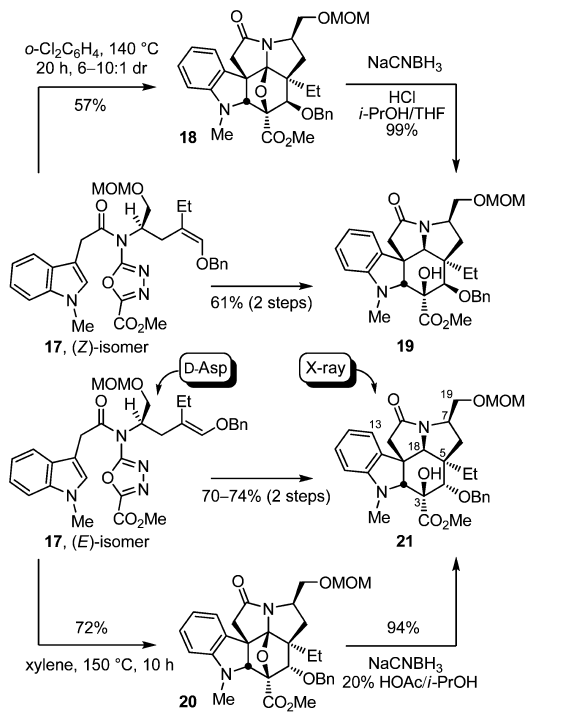 o-Cl2C6H4, 140 °C
20 h, 6–10:1 dr
57%
O
N
OMOM
O
Et
OBn
N
Me
CO2Me
18
NaCNBH3
HCl
i-PrOH/THF
99%
MOMO
H
Et
O
N
OBn
O
N
N
N
Me
CO2Me
17, (Z)-isomer
61% (2 steps)
O
N
OMOM
OH
Et
OBn
N
Me
CO2Me
19
D-Asp
X-ray
MOMO
H
Et
O
N
OBn
O
N
N
N
Me
CO2Me
17, (E)-isomer
70–74% (2 steps)
19
O
N
7
OMOM
13
18
5
OH
Et
OBn
N
Me
3
CO2Me
21
72%
xylene, 150 °C, 10 h
O
N
OMOM
O
Et
OBn
N
Me
CO2Me
20
94%
NaCNBH3
20% HOAc/i-PrOH